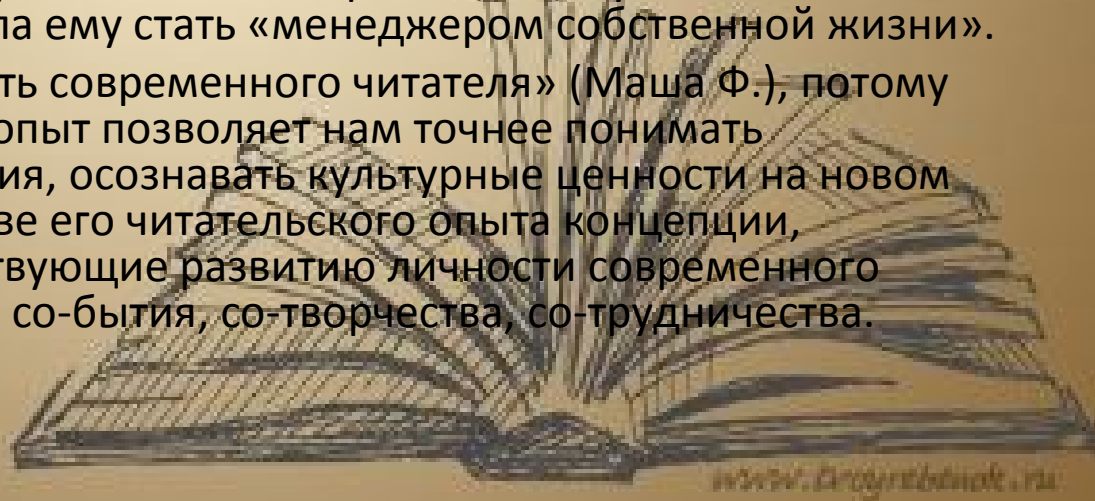 ла ему стать «менеджером собственной жизни».
ть современного читателя» (Маша Ф.), потому
опыт позволяет нам точнее понимать
ия, осознавать культурные ценности на новом
ве его читательского опыта концепции,
твующие развитию личности современного
со-бытия, со-творчества, со-трудничества.